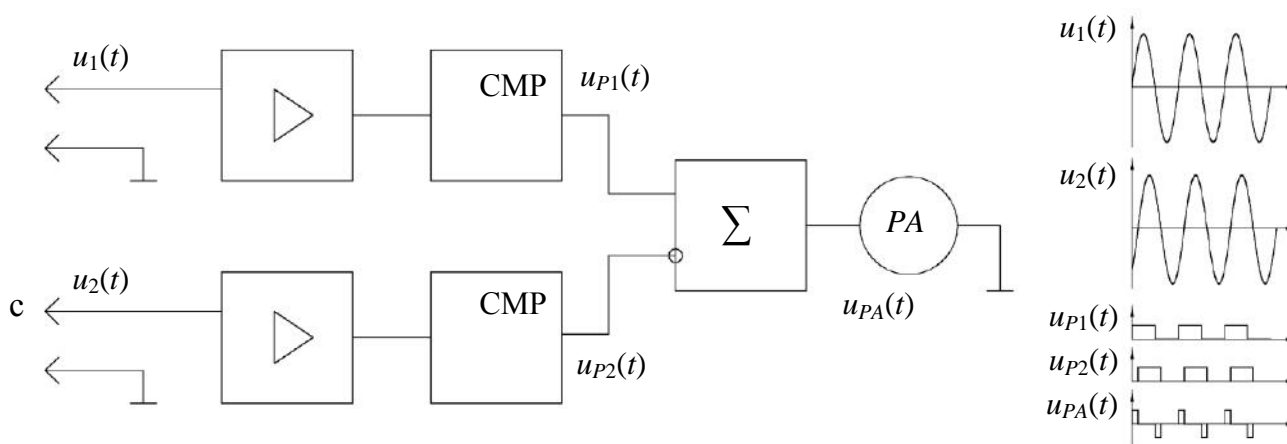 u1(t)
CMP
uP1(t)
∑
PA
uPA(t)
c
u2(t)
CMP
uP2(t)
u1(t)
u2(t)
uP1(t)
uP2(t)
uPA(t)